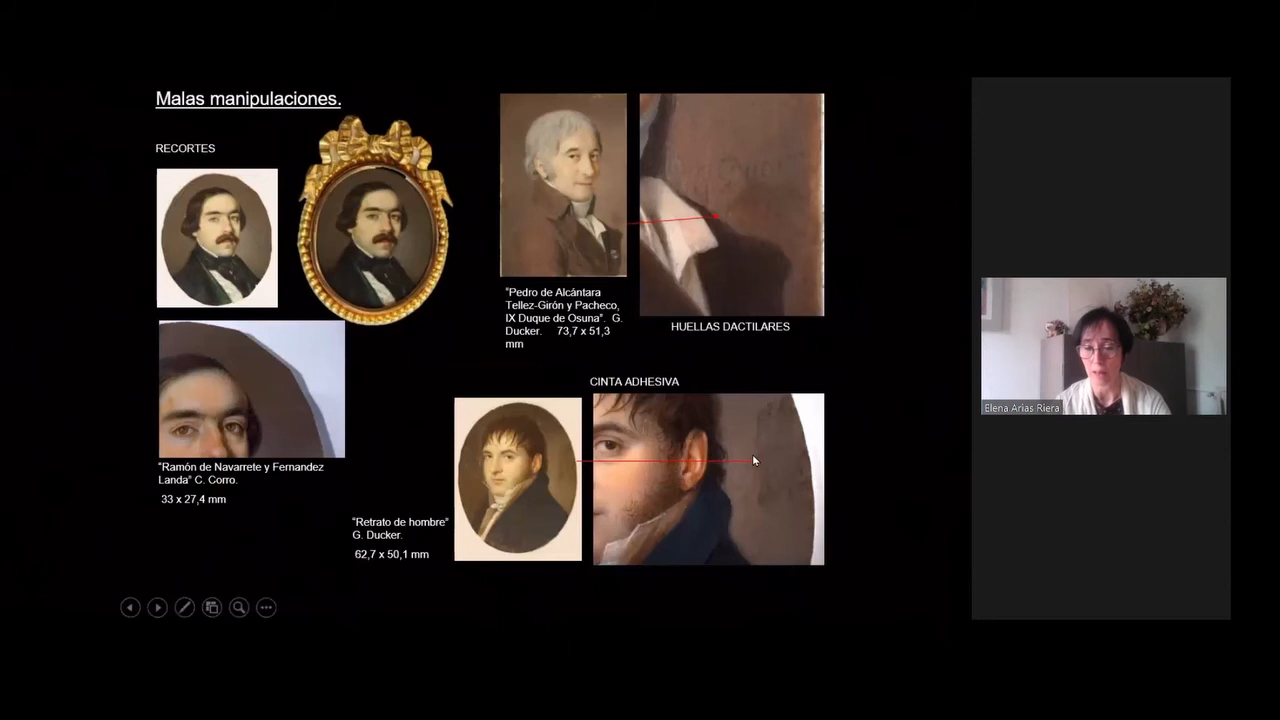 Malas manipulaciones.
RECORTES
"Ramón de Navarrete y Fernandez
Landa" C. Corro.
33 x 27,4 mm
"Pedro de Alcántara
Tellez-Girón y Pacheco,
IX Duque de Osuna". G.
Ducker. 73,7 x 51,3
mm
HUELLAS DACTILARES
CINTA ADHESIVA
"Retrato de hombre"
G. Ducker.
62,7 x 50,1 mm
Elena Arias Riera